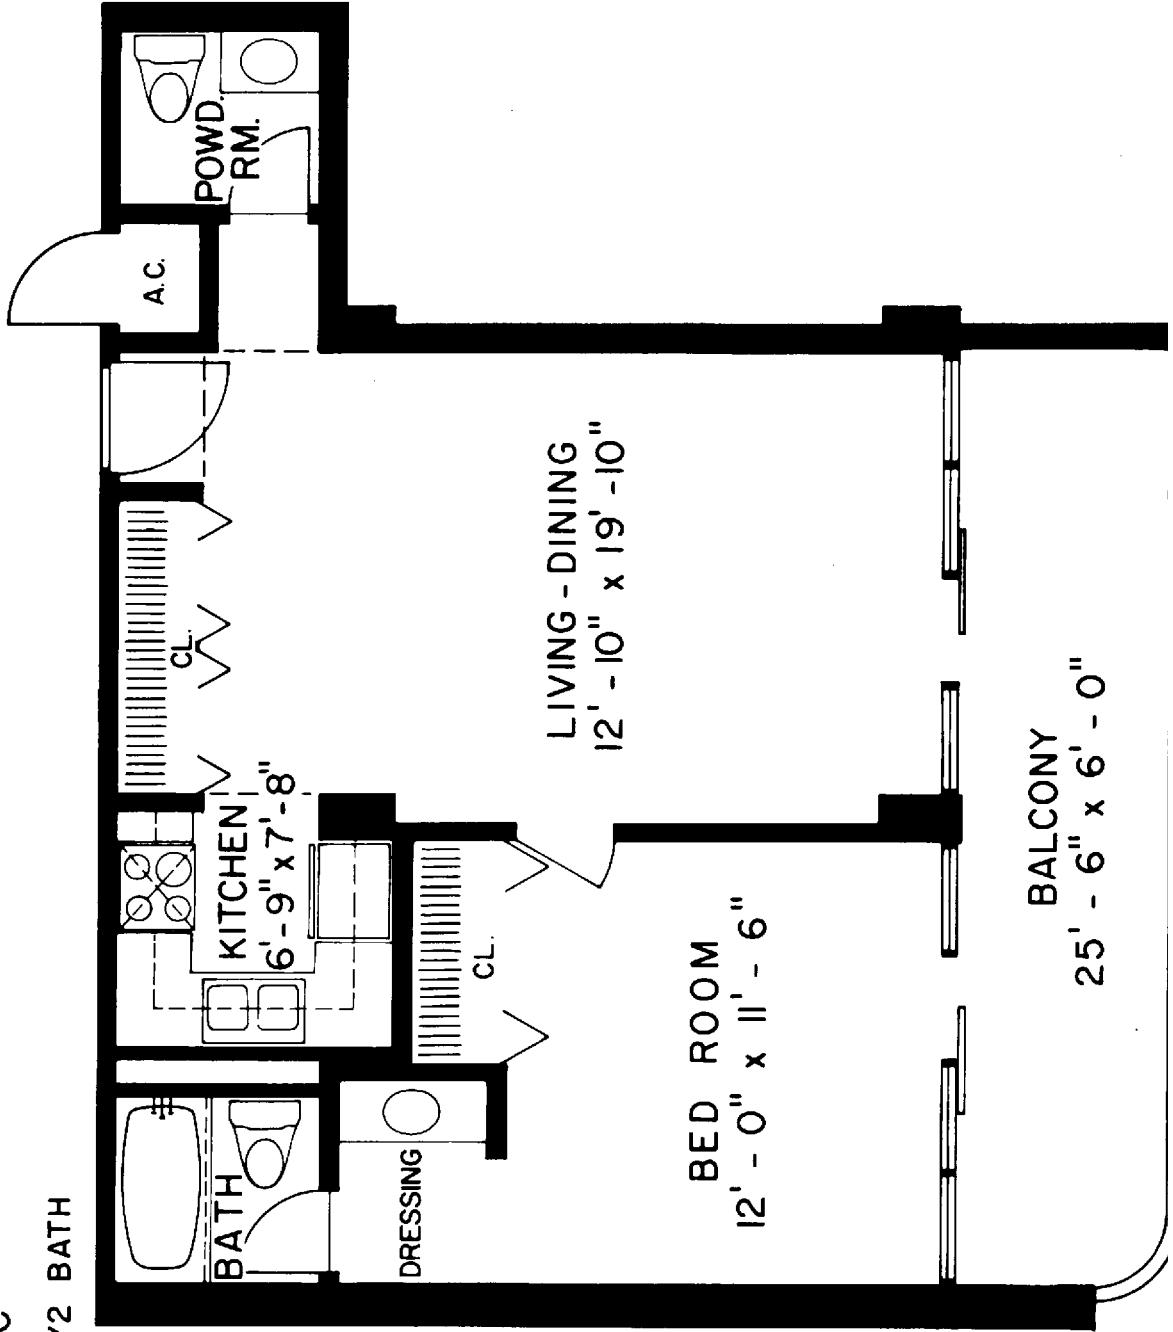 /2 BATH
POWD.
RM.
A.C.
CL.
KITCHEN
6'-9" x 7'-8"
LIVING-DINING
12'-10" x 19'-10"
CL.
BATH
DRESSING
BED ROOM
12'-0" x 11'-6"
BALCONY
25'-6" x 6'-0"